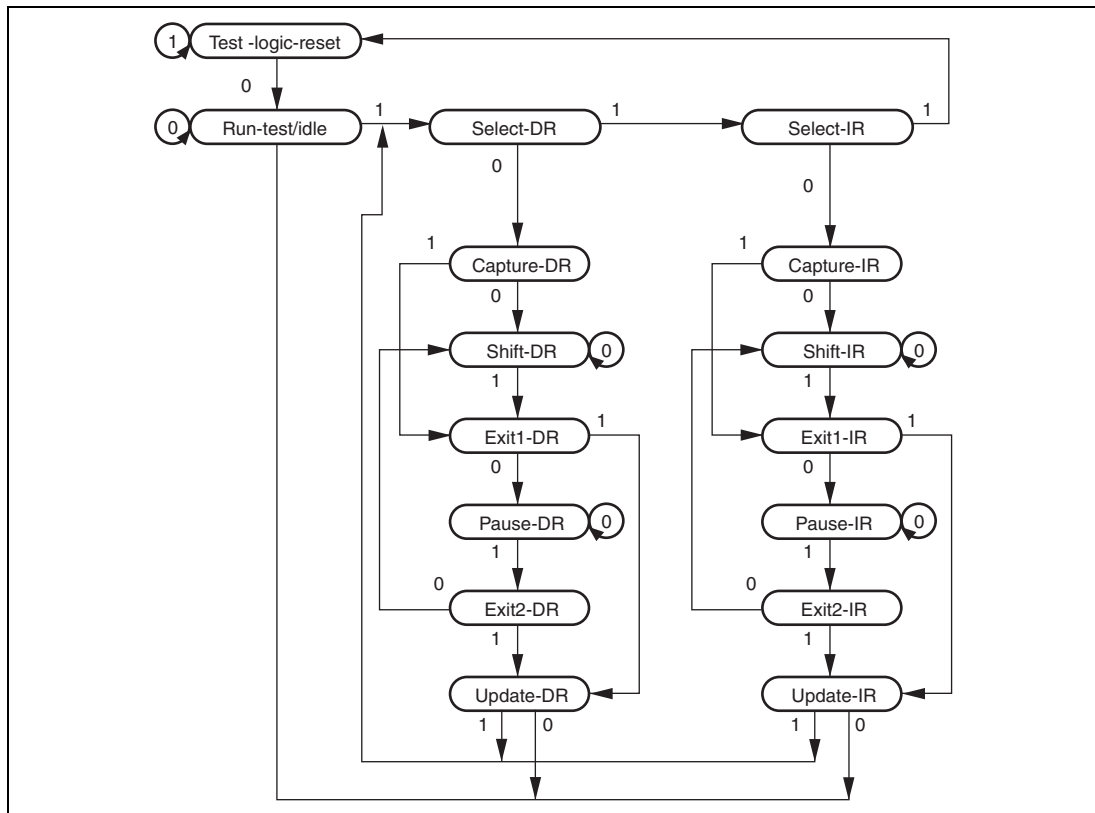 1 Test -logic-reset
0
0 Run-test/idle 1 Select-DR 1 Select-IR 1
0 0
1 1
Capture-DR Capture-IR
0 0
Shift-DR 0 Shift-IR 0
1 1
Exit1-DR 1 Exit1-IR 1
0 0
Pause-DR 0 Pause-IR 0
1 1
0 0
Exit2-DR Exit2-IR
1 1
Update-DR Update-IR
1 0 1 0